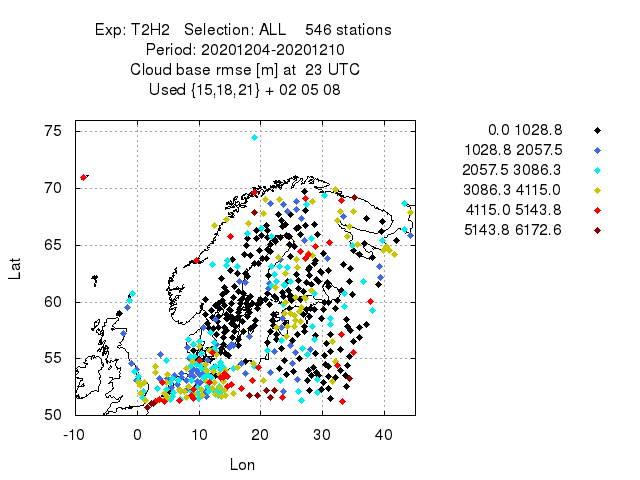 Exp: T2H2 Selection: ALL 546 stations
Period: 20201204-20201210
Cloud base rmse [m] at 23 UTC
Used {15,18,21} + 02 05 08
0.0 1028.8
1028.8 2057.5
2057.5 3086.3
3086.3 4115.0
4115.0 5143.8
5143.8 6172.6
75
70
65
60
55
50
Lat
-10 0 10 20 30 40
Lon